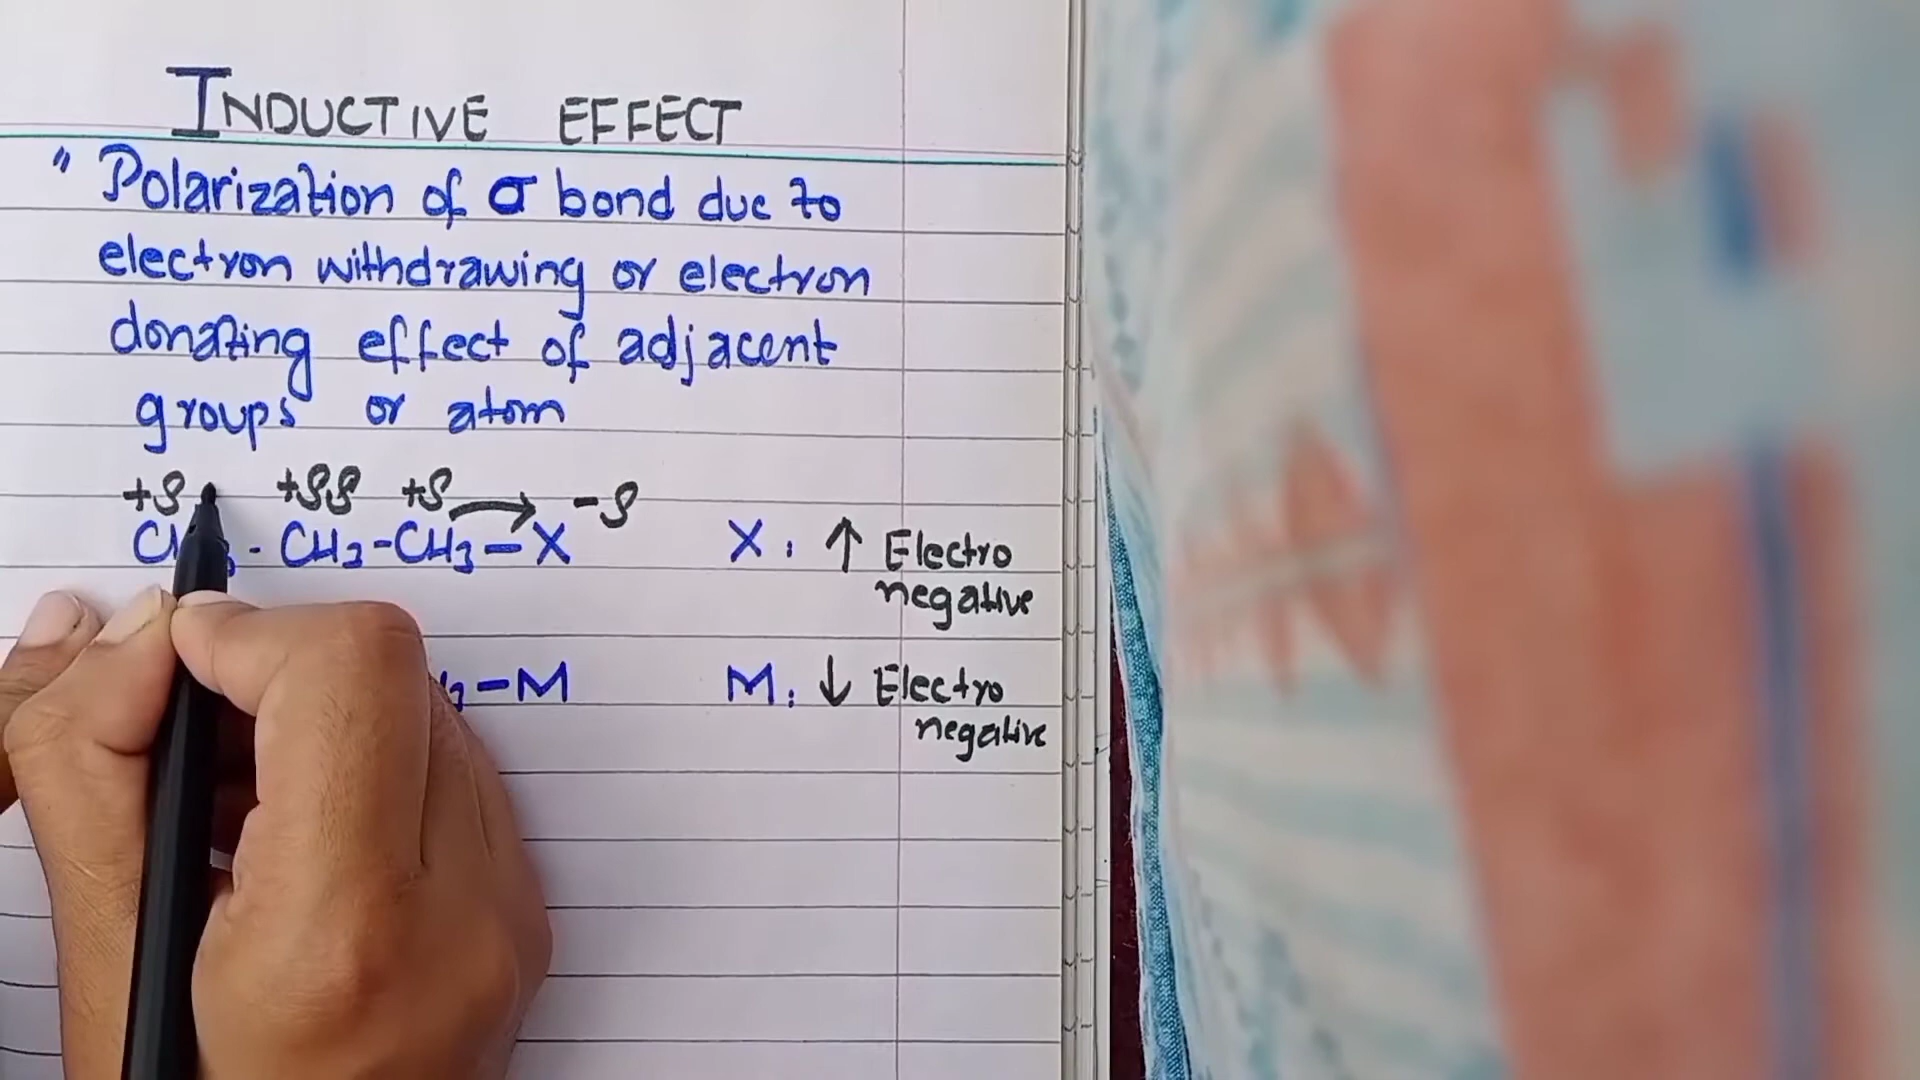 INDUCTIVE EFFECT
" Polarization of σ bond due to
electron withdrawing or electron
donating effect of adjacent
groups or atom
+δ +δδ +δ -δ
- CH2-CH3-X X: ↑ Electro
negative
-M M: ↓ Electro
negative